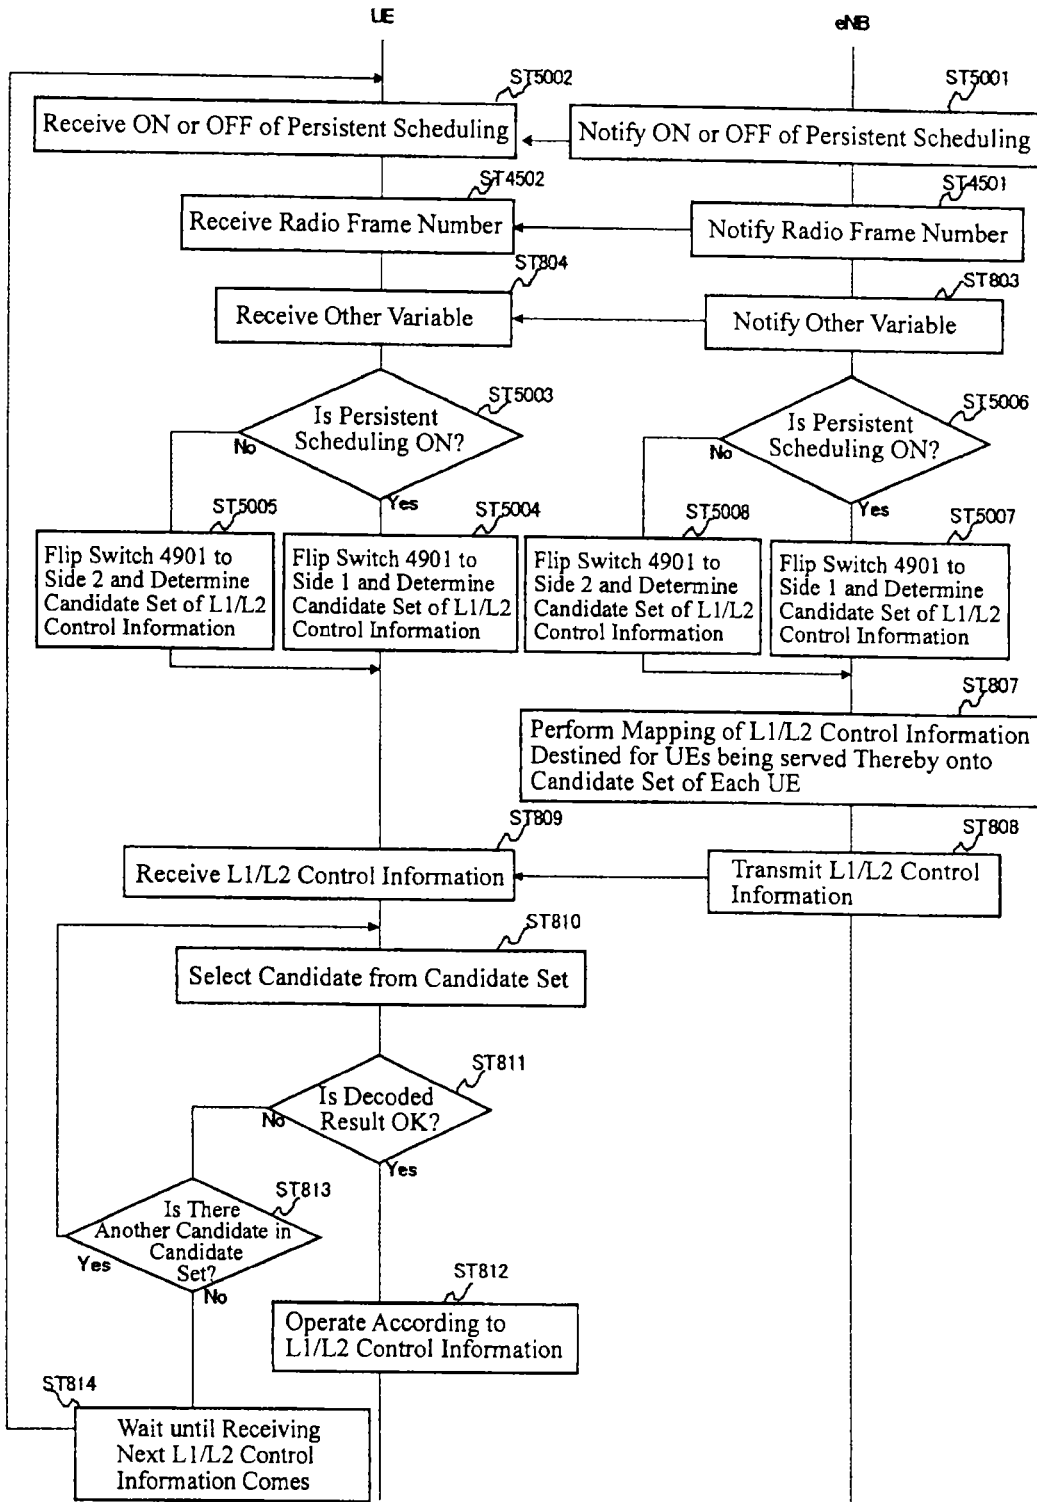 UE
eNB
ST5002
ST5001
Receive ON or OFF of Persistent Scheduling
Notify ON or OFF of Persistent Scheduling
ST4502
ST4501
Receive Radio Frame Number
Notify Radio Frame Number
ST804
ST803
Receive Other Variable
Notify Other Variable
ST5003
Is Persistent
Scheduling ON?
No
Yes
ST5006
Is Persistent
Scheduling ON?
No
Yes
ST5005
Flip Switch 4901 to
Side 2 and Determine
Candidate Set of L1/L2
Control Information
ST5004
Flip Switch 4901 to
Side 1 and Determine
Candidate Set of L1/L2
Control Information
ST5008
Flip Switch 4901 to
Side 2 and Determine
Candidate Set of L1/L2
Control Information
ST5007
Flip Switch 4901 to
Side 1 and Determine
Candidate Set of L1/L2
Control Information
ST807
Perform Mapping of L1/L2 Control Information
Destined for UEs being served Thereby onto
Candidate Set of Each UE
ST809
Receive L1/L2 Control Information
ST808
Transmit L1/L2 Control
Information
ST810
Select Candidate from Candidate Set
ST811
Is Decoded
Result OK?
No
Yes
ST813
Is There
Another Candidate in
Candidate
Set?
Yes
No
ST812
Operate According to
L1/L2 Control Information
ST814
Wait until Receiving
Next L1/L2 Control
Information Comes